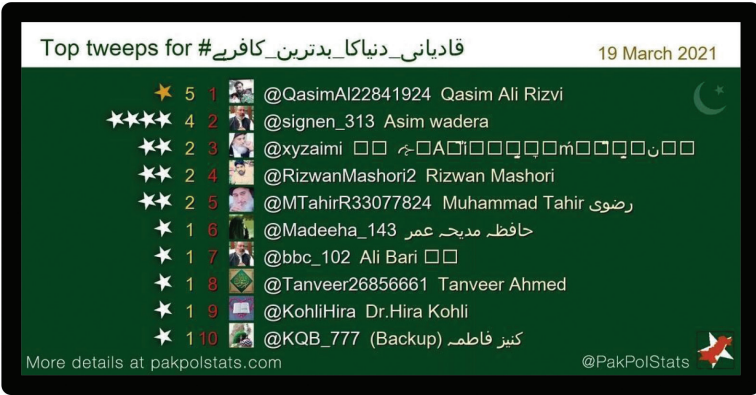 Top tweeps for #قادیانی_دنیاکا_بدترین_کافرہے
19 March 2021
5 1 @QasimAl22841924 Qasim Ali Rizvi
4 2 @signen_313 Asim wadera
2 3 @xyzaimi
2 4 @RizwanMashori2 Rizwan Mashori
2 5 @MTahirR33077824 Muhammad Tahir رضوی
1 6 @Madeeha_143 حافظہ مدیحہ عمر
1 7 @bbc_102 Ali Bari
1 8 @Tanveer26856661 Tanveer Ahmed
1 9 @KohliHira Dr.Hira Kohli
1 10 @KQB_777 (Backup) کنیز فاطمہ
More details at pakpolstats.com
@PakPolStats